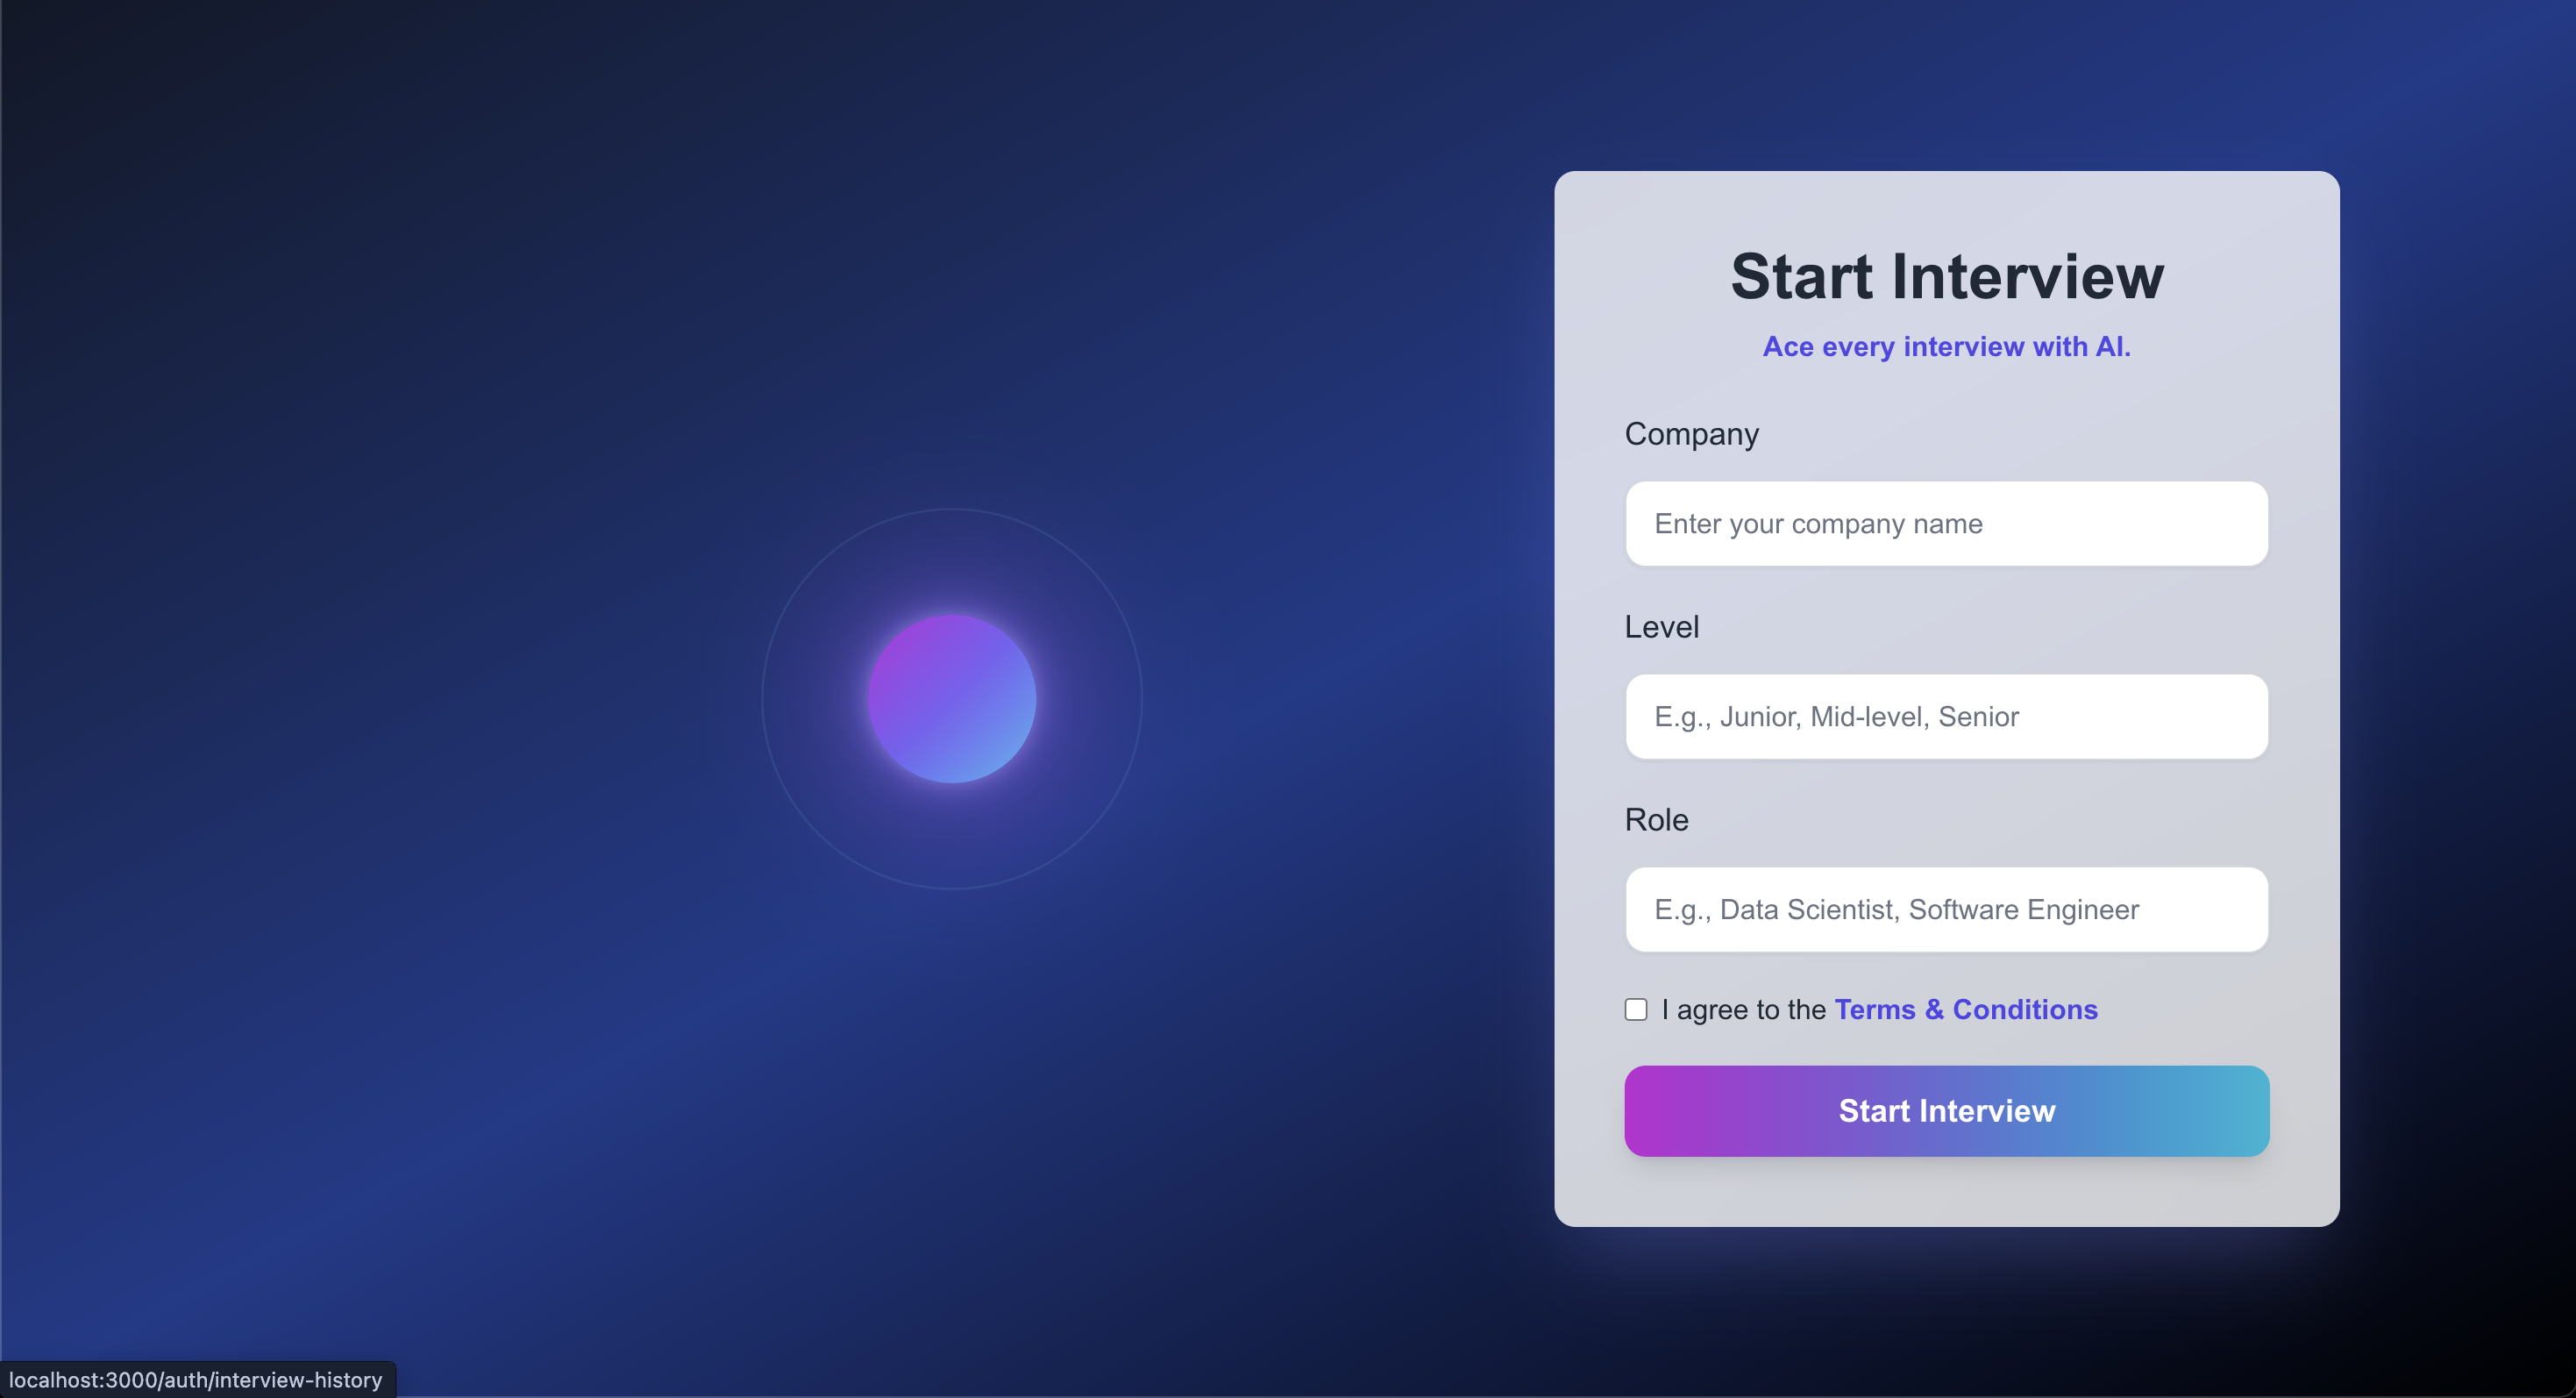 Start Interview
Ace every interview with AI.
Company
Enter your company name
Level
E.g., Junior, Mid-level, Senior
Role
E.g., Data Scientist, Software Engineer
I agree to the Terms & Conditions
Start Interview
localhost:3000/auth/interview-history